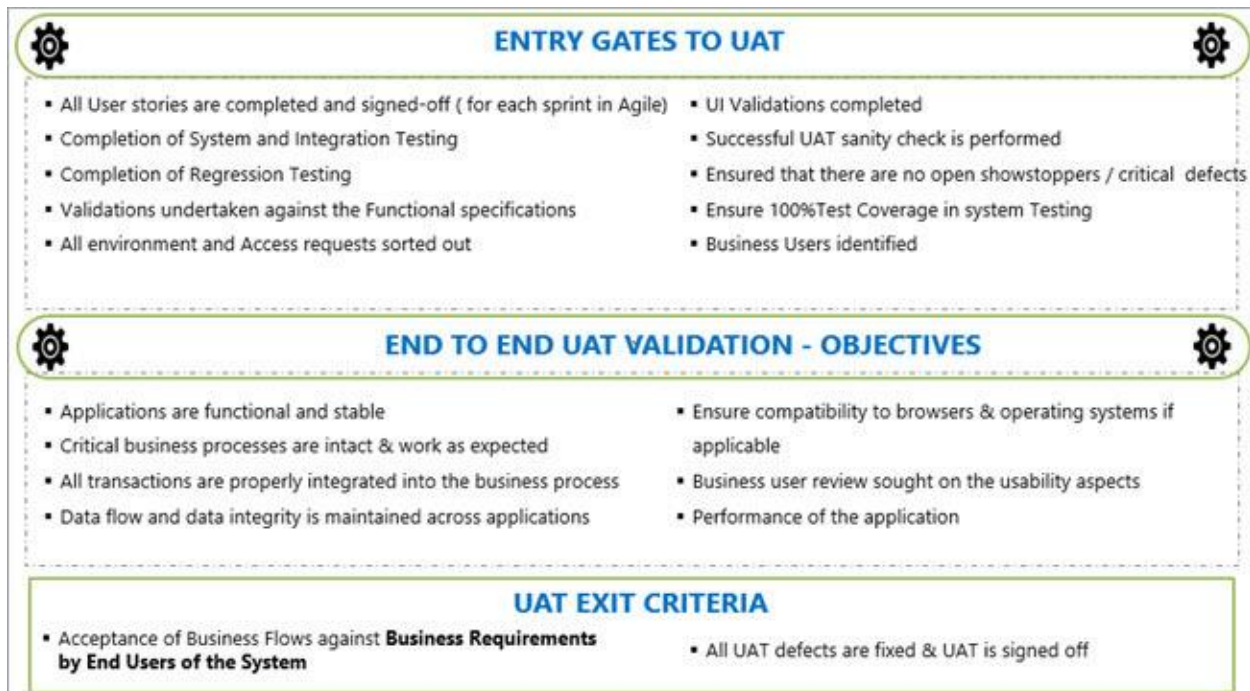 ENTRY GATES TO UAT
▪ All User stories are completed and signed-off ( for each sprint in Agile)
▪ Completion of System and Integration Testing
▪ Completion of Regression Testing
▪ Validations undertaken against the Functional specifications
▪ All environment and Access requests sorted out
▪ UI Validations completed
▪ Successful UAT sanity check is performed
▪ Ensured that there are no open showstoppers / critical defects
▪ Ensure 100%Test Coverage in system Testing
▪ Business Users identified
END TO END UAT VALIDATION - OBJECTIVES
▪ Applications are functional and stable
▪ Critical business processes are intact & work as expected
▪ All transactions are properly integrated into the business process
▪ Data flow and data integrity is maintained across applications
▪ Ensure compatibility to browsers & operating systems if
applicable
▪ Business user review sought on the usability aspects
▪ Performance of the application
UAT EXIT CRITERIA
▪ Acceptance of Business Flows against Business Requirements
by End Users of the System
▪ All UAT defects are fixed & UAT is signed off